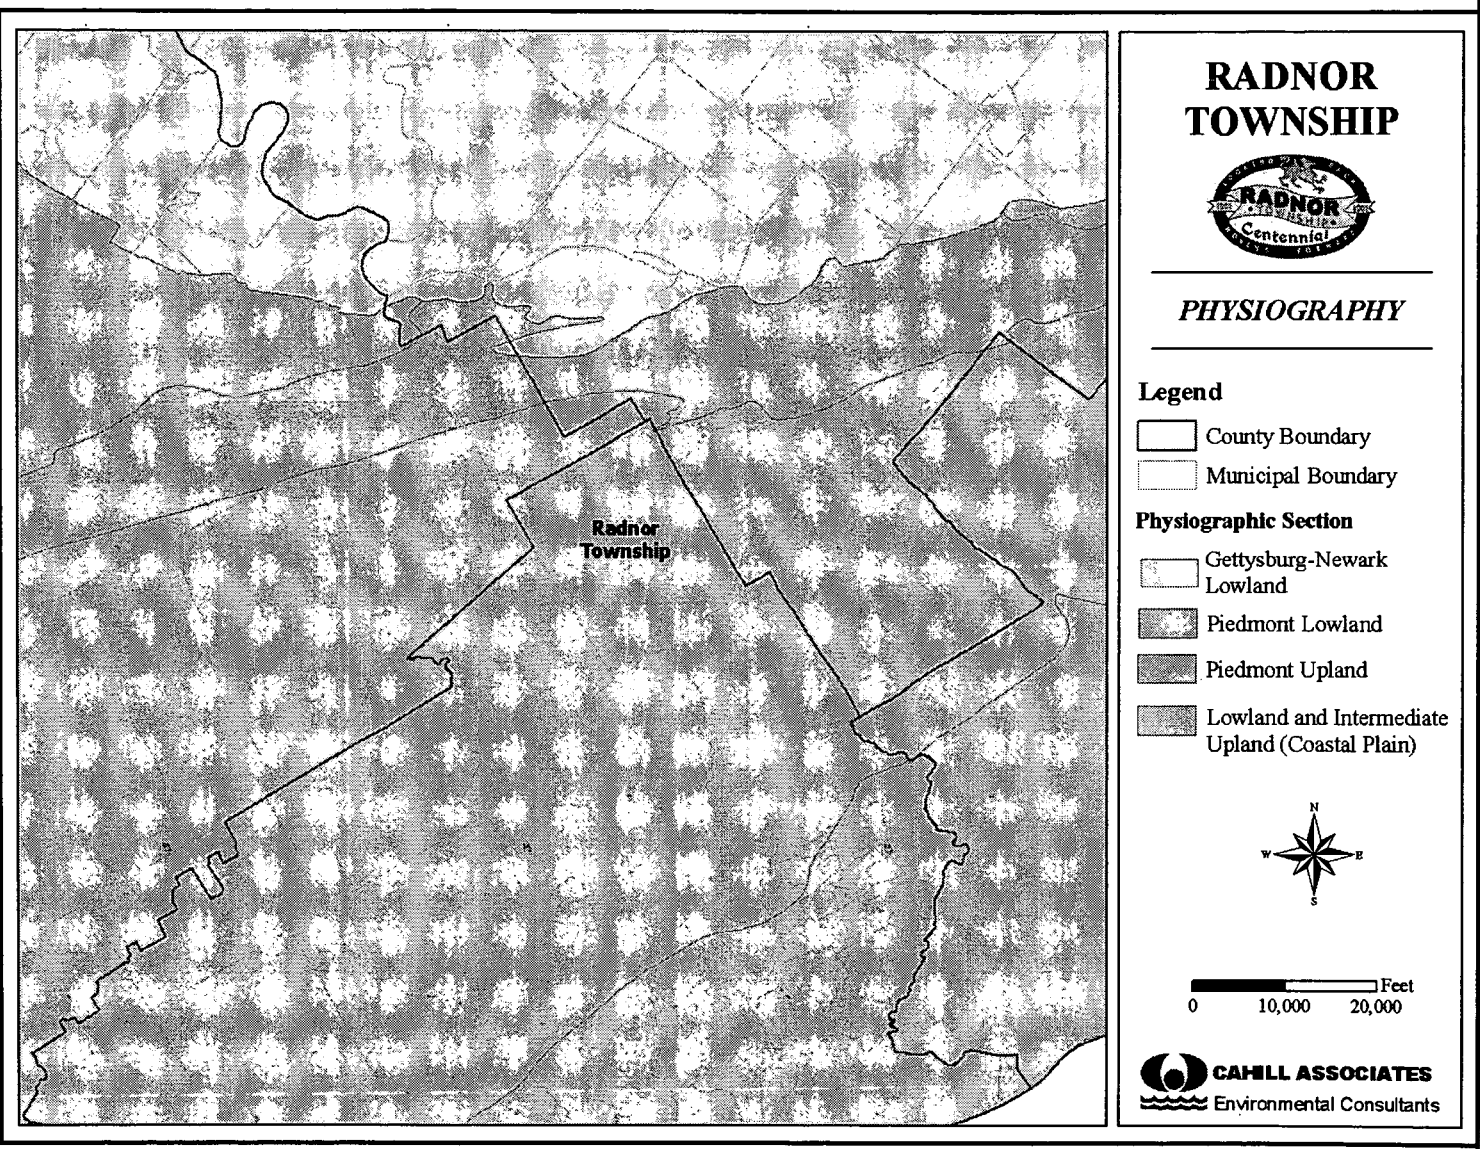 RADNOR
TOWNSHIP
RADNOR
TOWNSHIP
Centennial
PHYSIOGRAPHY
Legend
County Boundary
Municipal Boundary
Physiographic Section
Gettysburg-Newark
Lowland
Piedmont Lowland
Piedmont Upland
Lowland and Intermediate
Upland (Coastal Plain)
Radnor
Township
N
W E
S
Feet
0 10,000 20,000
CAHILL ASSOCIATES
Environmental Consultants